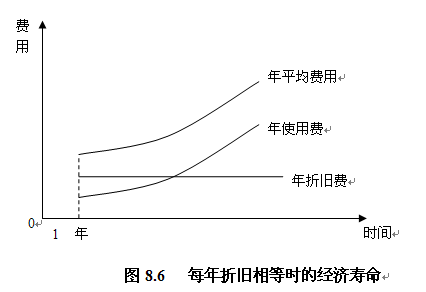 费
用
年平均费用
年使用费
年折旧费
0
1 年
时间
图 8.6 每年折旧相等时的经济寿命